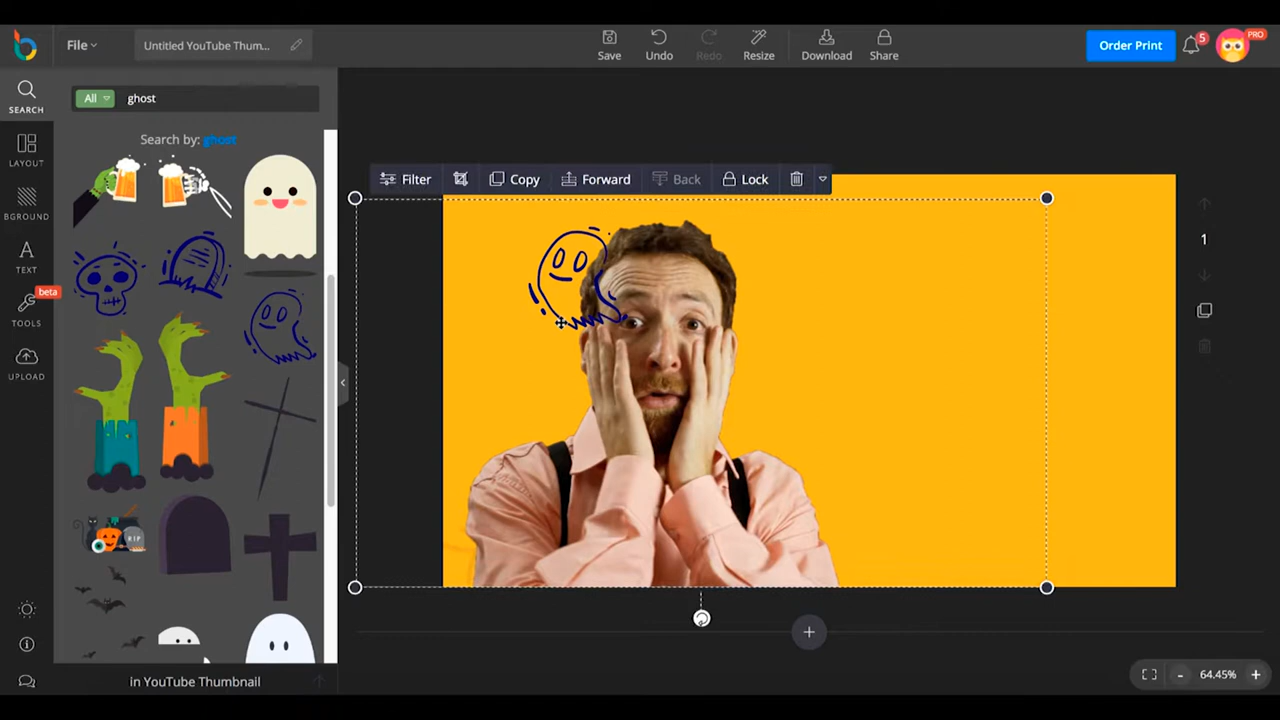 File
Untitled YouTube Thum...
Save
Undo
Redo
Resize
Download
Share
Order Print
5
PRO
SEARCH
LAYOUT
BGROUND
TEXT
beta
TOOLS
UPLOAD
All
ghost
Search by: ghost
RIP
in YouTube Thumbnail
Filter
Copy
Forward
Back
Lock
1
64.45%